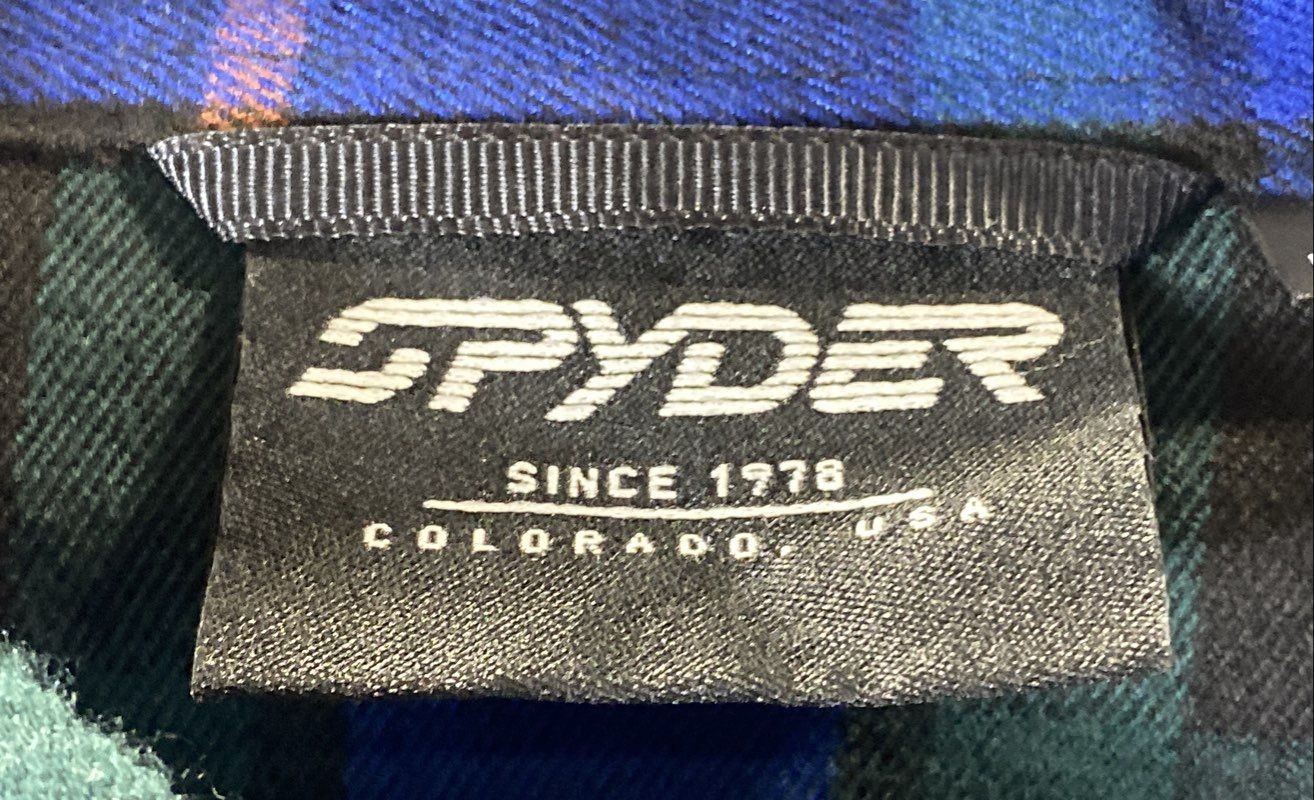 SPYDER
SINCE 1978
COLORADO, USA